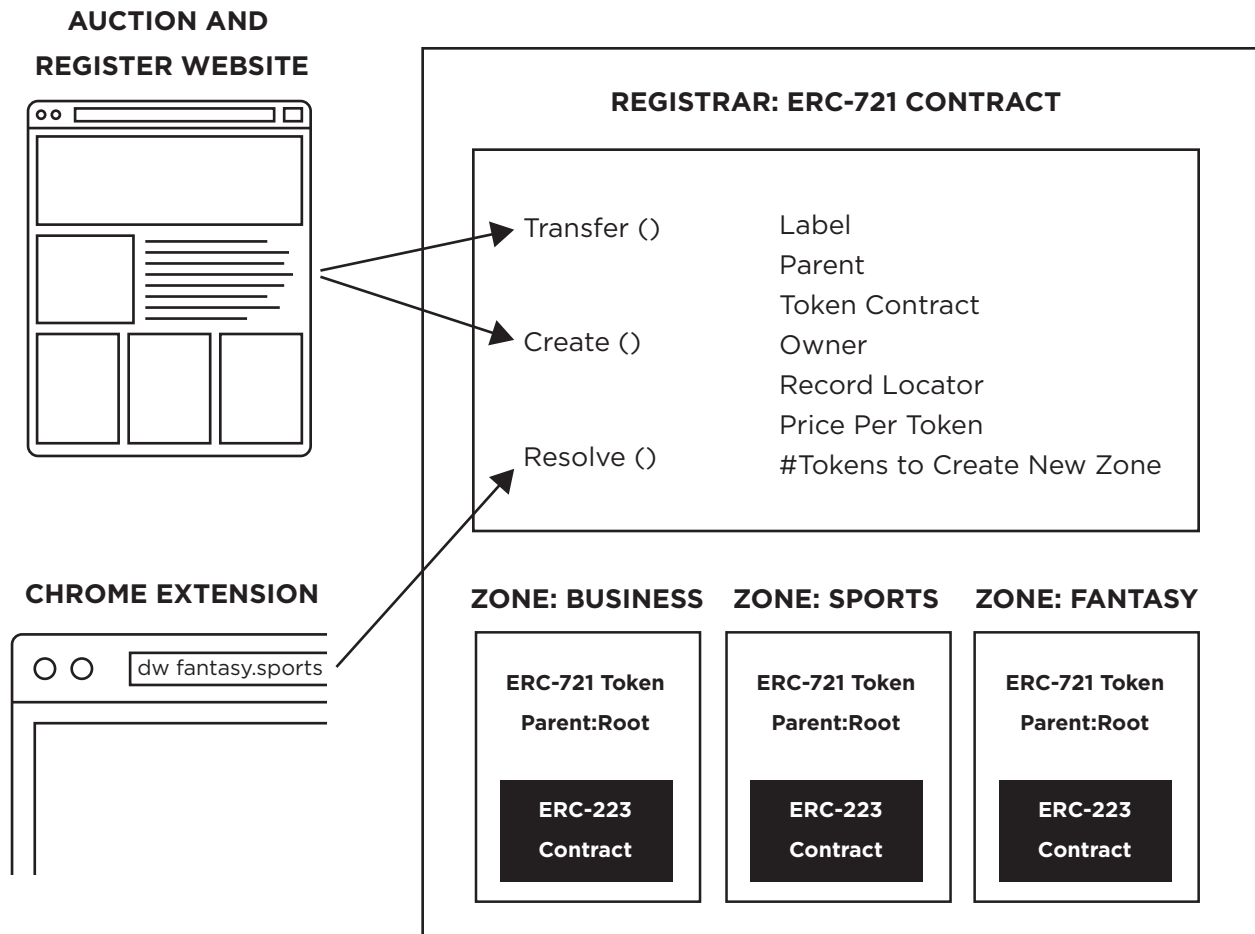 AUCTION AND
REGISTER WEBSITE
REGISTRAR: ERC-721 CONTRACT
Transfer ()
Create ()
Resolve ()
Label
Parent
Token Contract
Owner
Record Locator
Price Per Token
#Tokens to Create New Zone
CHROME EXTENSION
dw fantasy.sports
ZONE: BUSINESS
ERC-721 Token
Parent:Root
ERC-223
Contract
ZONE: SPORTS
ERC-721 Token
Parent:Root
ERC-223
Contract
ZONE: FANTASY
ERC-721 Token
Parent:Root
ERC-223
Contract